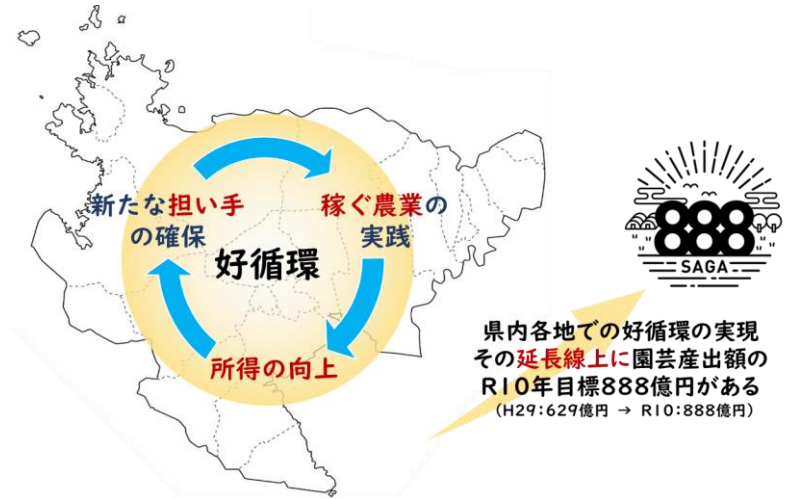 新たな担い手
の確保
稼ぐ農業の
実践
好循環
所得の向上
888
SAGA
県内各地での好循環の実現
その延長線上に園芸産出額の
R10年目標888億円がある
(H29:629億円 → R10:888億円)